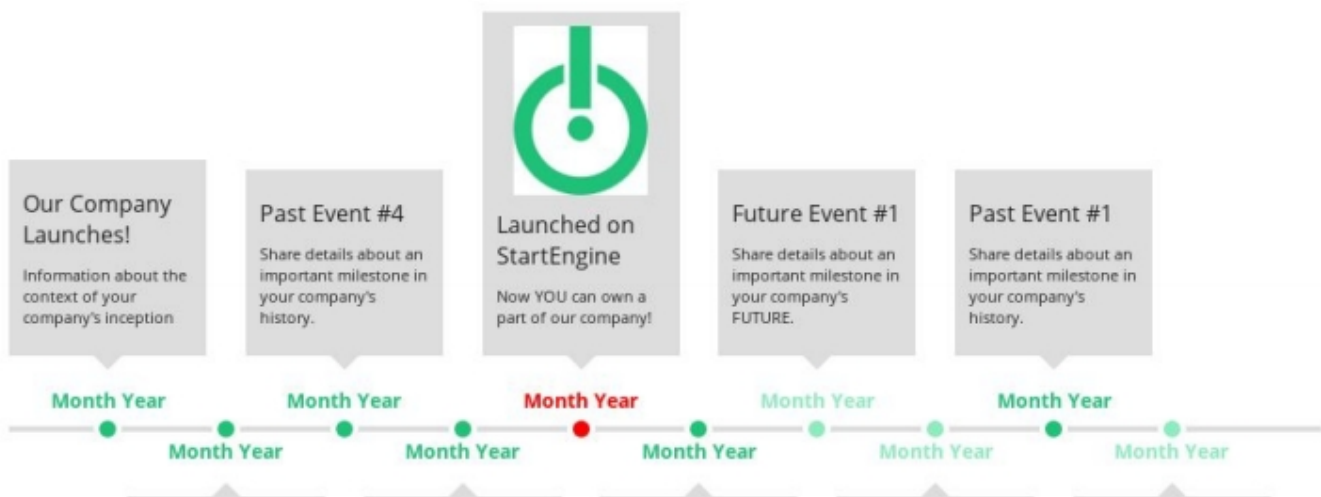 Our Company
Launches!
Information about the
context of your
company's inception
Past Event #4
Share details about an
important milestone in
your company's
history.
Launched on
StartEngine
Now YOU can own a
part of our company!
Future Event #1
Share details about an
important milestone in
your company's
FUTURE.
Past Event #1
Share details about an
important milestone in
your company's
history.
Month Year
Month Year
Month Year
Month Year
Month Year
Month Year
Month Year
Month Year
Month Year
Month Year